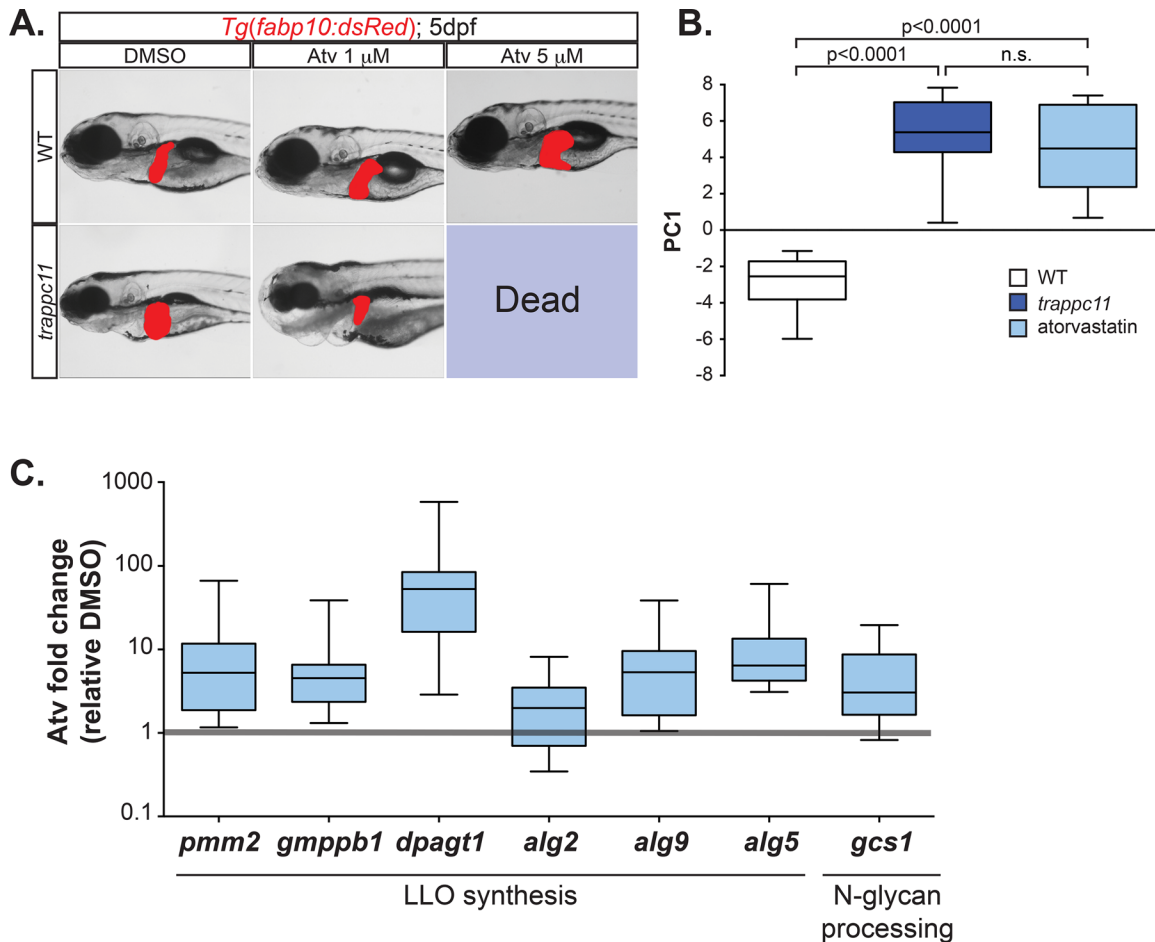 A.
Tg(fabp10:dsRed); 5dpf
DMSO
Atv 1 μM
Atv 5 μM
WT
trappc11
Dead
B.
p<0.0001
p<0.0001
n.s.
8
6
4
2
0
-2
-4
-6
-8
PC1
WT
trappc11
atorvastatin
C.
Atv fold change
(relative DMSO)
1000
100
10
1
0.1
pmm2
gmppb1
dpagt1
alg2
alg9
alg5
gcs1
LLO synthesis
N-glycan
processing